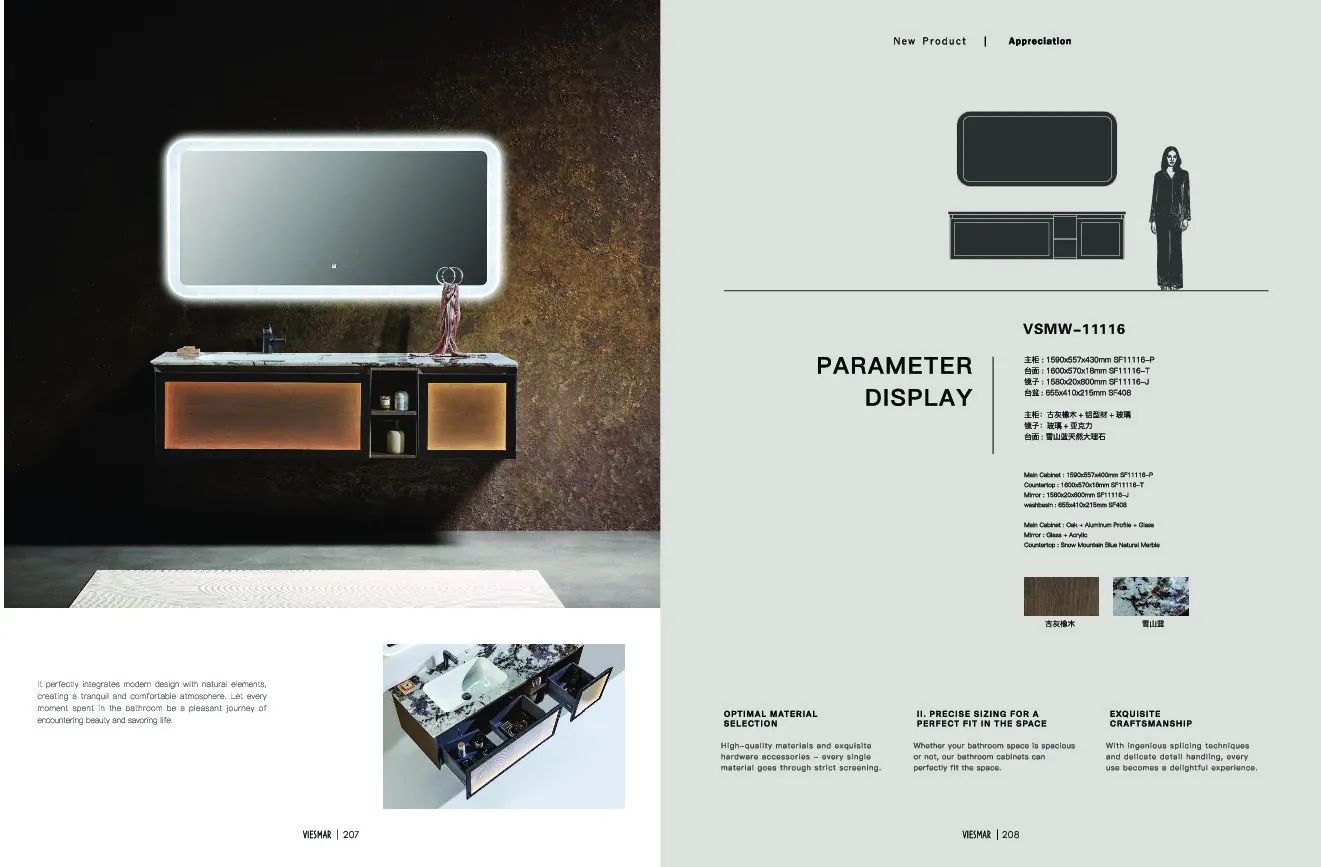 It perfectly integrates modern design with natural elements,
creating a tranquil and comfortable atmosphere. Let every
moment spent in the bathroom be a pleasant journey of
encountering beauty and savoring life.
VIESMAR | 207
New Product | Appreciation
VSMW-11116
PARAMETER
DISPLAY
主柜 : 1590x557x430mm SF11116-P
台面 : 1600x570x18mm SF11116-T
镜子 : 1580x20x800mm SF11116-J
台盆 : 655x410x215mm SF408
主柜: 古灰橡木 + 铝型材 + 玻璃
镜子: 玻璃 + 亚克力
台面 : 雪山蓝天然大理石
Main Cabinet : 1590x557x400mm SF11116-P
Countertop : 1600x570x18mm SF11116-T
Mirror : 1580x20x800mm SF11116-J
washbasin : 655x410x215mm SF408
Main Cabinet : Oak + Aluminum Profile + Glass
Mirror : Glass + Acrylic
Countertop : Snow Mountain Blue Natural Marble
古灰橡木
雪山蓝
OPTIMAL MATERIAL
SELECTION
High-quality materials and exquisite
hardware accessories - every single
material goes through strict screening.
II. PRECISE SIZING FOR A
PERFECT FIT IN THE SPACE
Whether your bathroom space is spacious
or not, our bathroom cabinets can
perfectly fit the space.
EXQUISITE
CRAFTSMANSHIP
With ingenious splicing techniques
and delicate detail handling, every
use becomes a delightful experience.
VIESMAR | 208